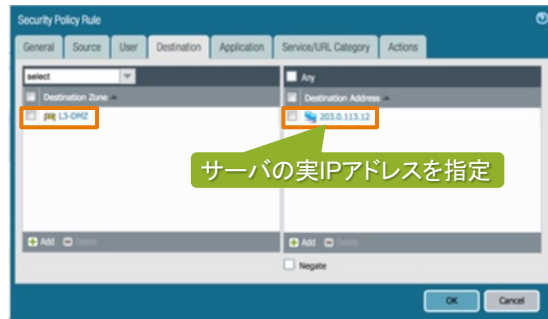 Security Policy Rule
General Source User Destination Application Service/URL Category Actions
select
Any
Destination Zone
Destination Address
L3-DMZ
203.0.113.12
サーバの実IPアドレスを指定
Add Delete
Add Delete
Negate
OK Cancel